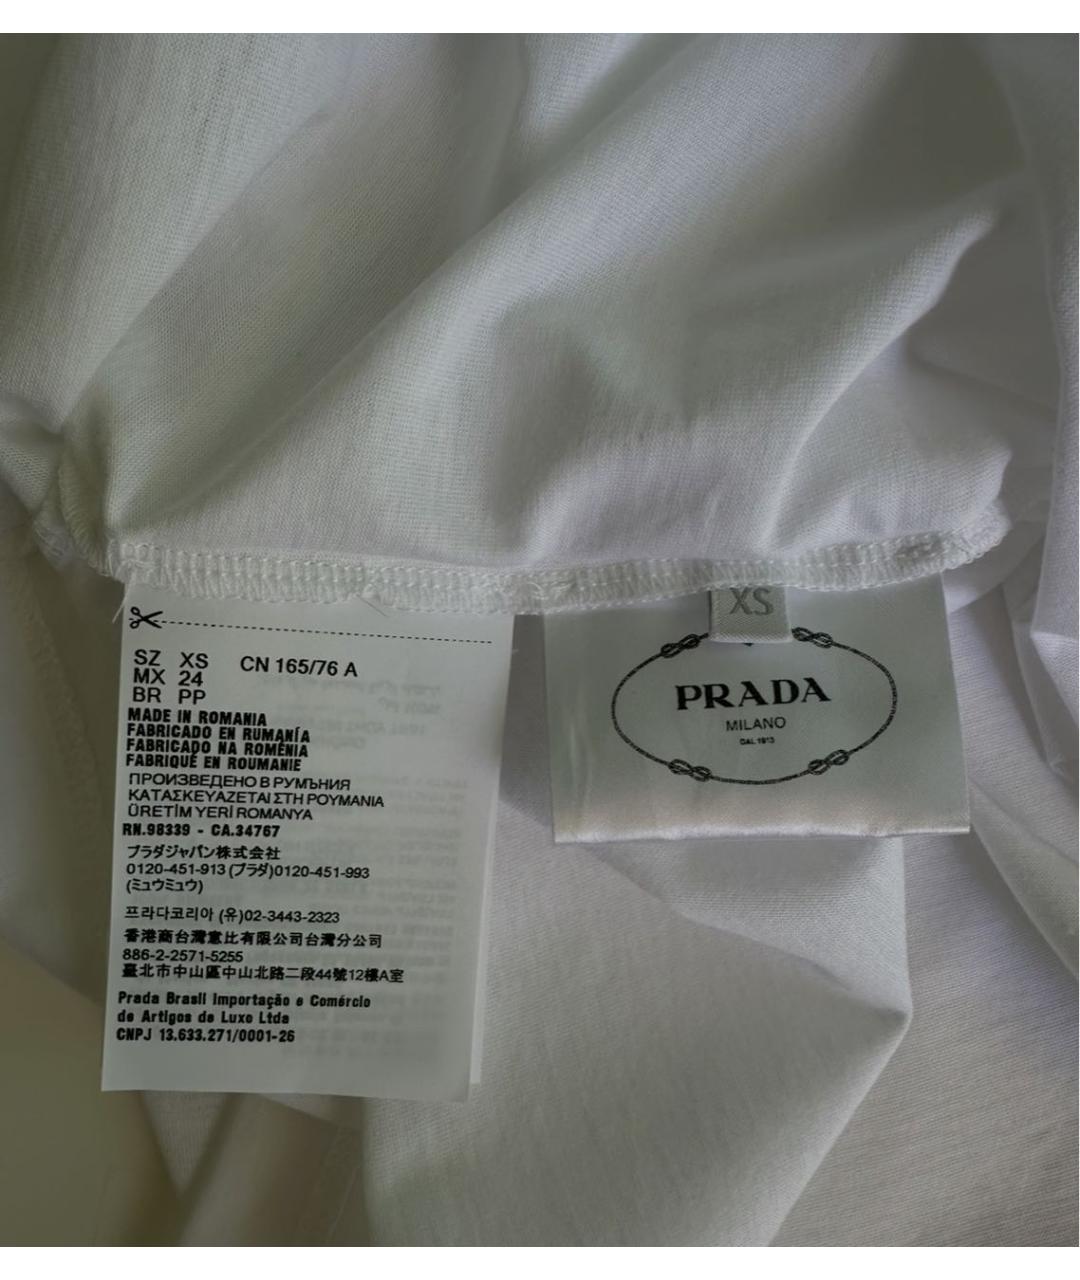 SZ XS CN 165/76 A
MX 24
BR PP
MADE IN ROMANIA
FABRICADO EN RUMANÍA
FABRICADO NA ROMÉNIA
FABRIQUÉ EN ROUMANIE
ПРОИЗВЕДЕНО В РУМЪНИЯ
ΚΑΤΑΣΚΕΥΑΖΕΤΑΙ ΣΤΗ ΡΟΥΜΑΝΙΑ
ÜRETİM YERİ ROMANYA
RN.98339 - CA.34767
プラダジャパン株式会社
0120-451-913 (プラダ)0120-451-993
(ミュウミュウ)
프라다코리아 (유)02-3443-2323
香港商台灣意比有限公司台灣分公司
886-2-2571-5255
臺北市中山區中山北路二段44號12樓A室
Prada Brasil Importação e Comércio
de Artigos de Luxo Ltda
CNPJ 13.633.271/0001-26
XS
PRADA
MILANO
DAL 1913